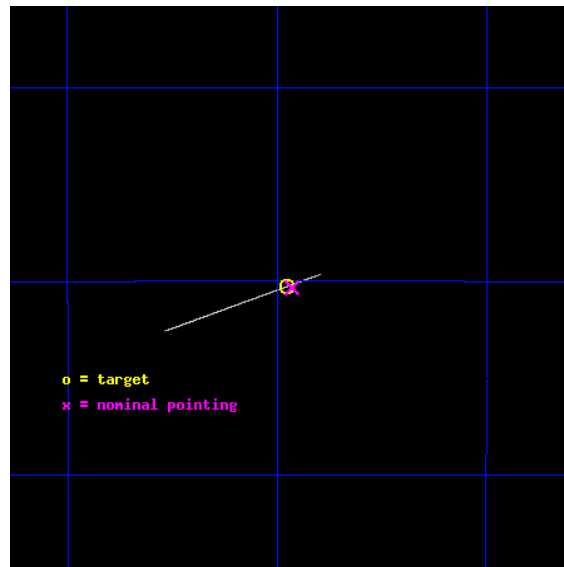 o = target
x = nominal pointing